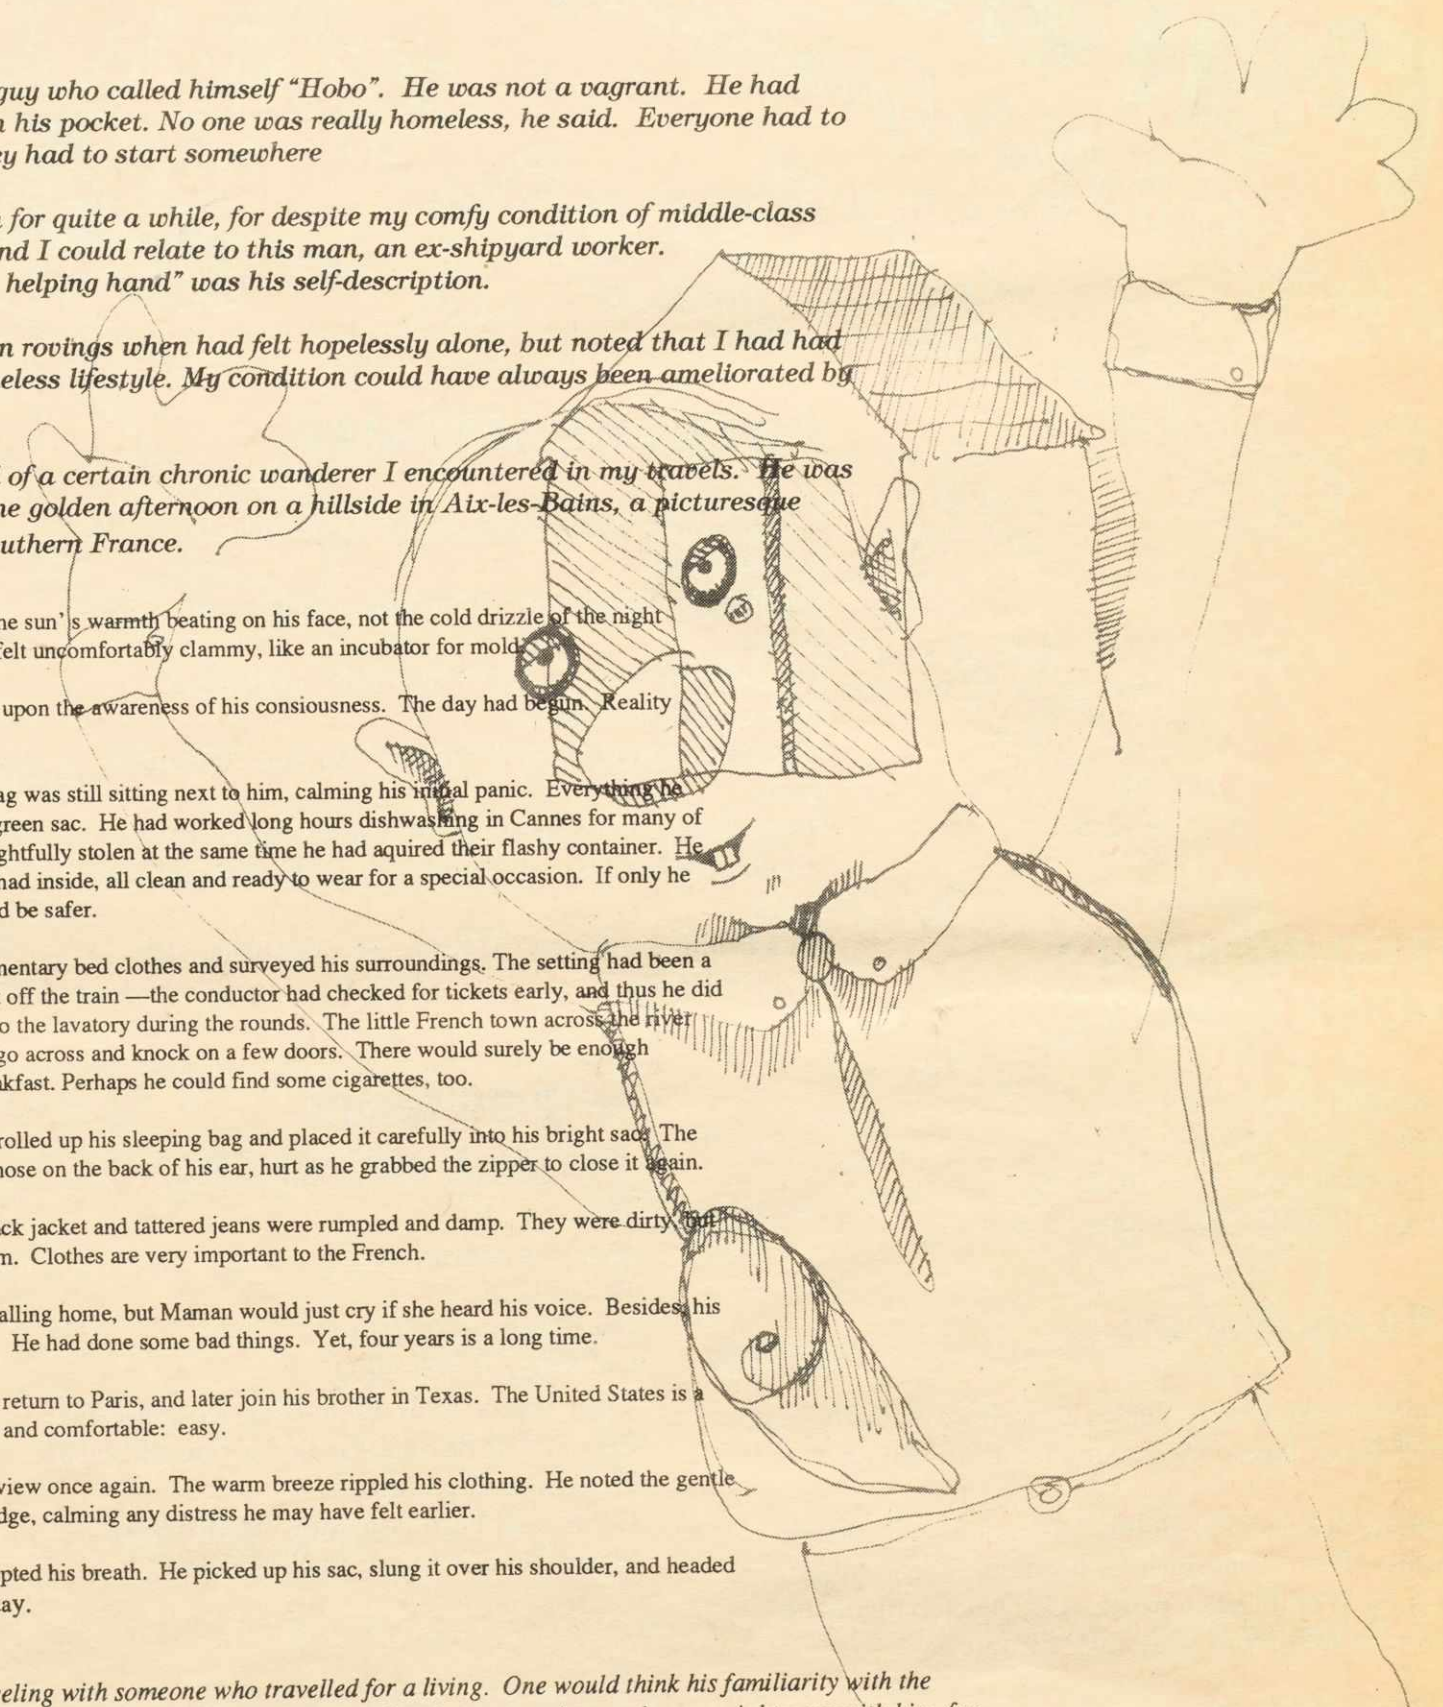 guy who called himself “Hobo”. He was not a vagrant. He had
his pocket. No one was really homeless, he said. Everyone had to
had to start somewhere
for quite a while, for despite my comfy condition of middle-class
I could relate to this man, an ex-shipyard worker.
helping hand” was his self-description.
rovings when had felt hopelessly alone, but noted that I had had
lifestyle. My condition could have always been ameliorated by
of a certain chronic wanderer I encountered in my travels. He was
golden afternoon on a hillside in Aix-les-Bains, a picturesque
uthern France.
sun's warmth beating on his face, not the cold drizzle of the night
felt uncomfortably clammy, like an incubator for mold.
upon the awareness of his consiousness. The day had begun. Reality
was still sitting next to him, calming his initial panic. Everything he
green sac. He had worked long hours dishwashing in Cannes for many of
ghtfully stolen at the same time he had aquired their flashy container. He
had inside, all clean and ready to wear for a special occasion. If only he
be safer.
mentary bed clothes and surveyed his surroundings. The setting had been a
off the train —the conductor had checked for tickets early, and thus he did
to the lavatory during the rounds. The little French town across the river
go across and knock on a few doors. There would surely be enough
kfast. Perhaps he could find some cigarettes, too.
rolled up his sleeping bag and placed it carefully into his bright sac. The
hose on the back of his ear, hurt as he grabbed the zipper to close it again.
ck jacket and tattered jeans were rumpled and damp. They were dirty, but
m. Clothes are very important to the French.
alling home, but Maman would just cry if she heard his voice. Besides, his
He had done some bad things. Yet, four years is a long time.
return to Paris, and later join his brother in Texas. The United States is a
and comfortable: easy.
view once again. The warm breeze rippled his clothing. He noted the gentle
dge, calming any distress he may have felt earlier.
pted his breath. He picked up his sac, slung it over his shoulder, and headed
ay.
eling with someone who travelled for a living. One would think his familiarity with the